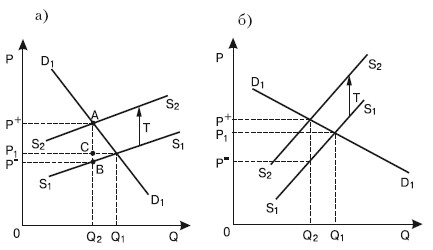 а)
P
D1
S2
P+
A
S2
T
S1
P1
C
P-
B
S1
D1
0
Q2
Q1
Q
б)
P
S2
D1
T
S1
P+
P1
P-
S2
S1
D1
0
Q2
Q1
Q